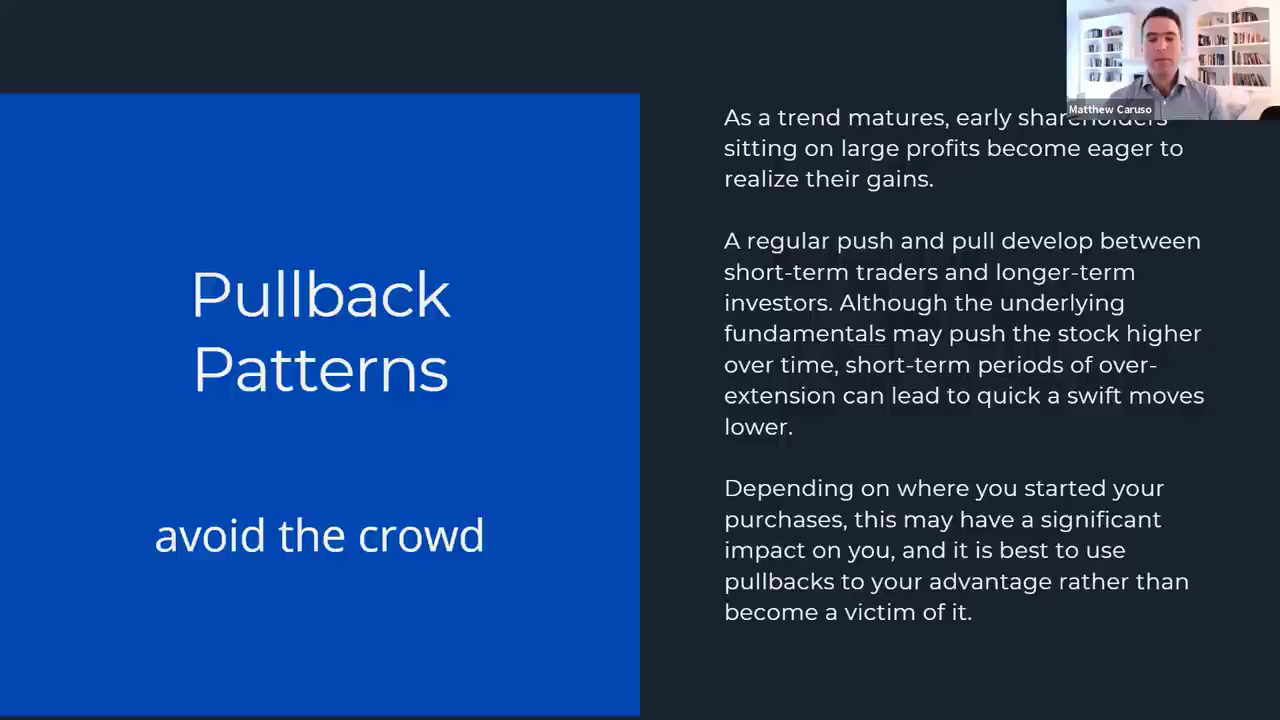 Pullback
Patterns
avoid the crowd
Matthew Caruso
As a trend matures, early shareholders
sitting on large profits become eager to
realize their gains.
A regular push and pull develop between
short-term traders and longer-term
investors. Although the underlying
fundamentals may push the stock higher
over time, short-term periods of over-
extension can lead to quick a swift moves
lower.
Depending on where you started your
purchases, this may have a significant
impact on you, and it is best to use
pullbacks to your advantage rather than
become a victim of it.